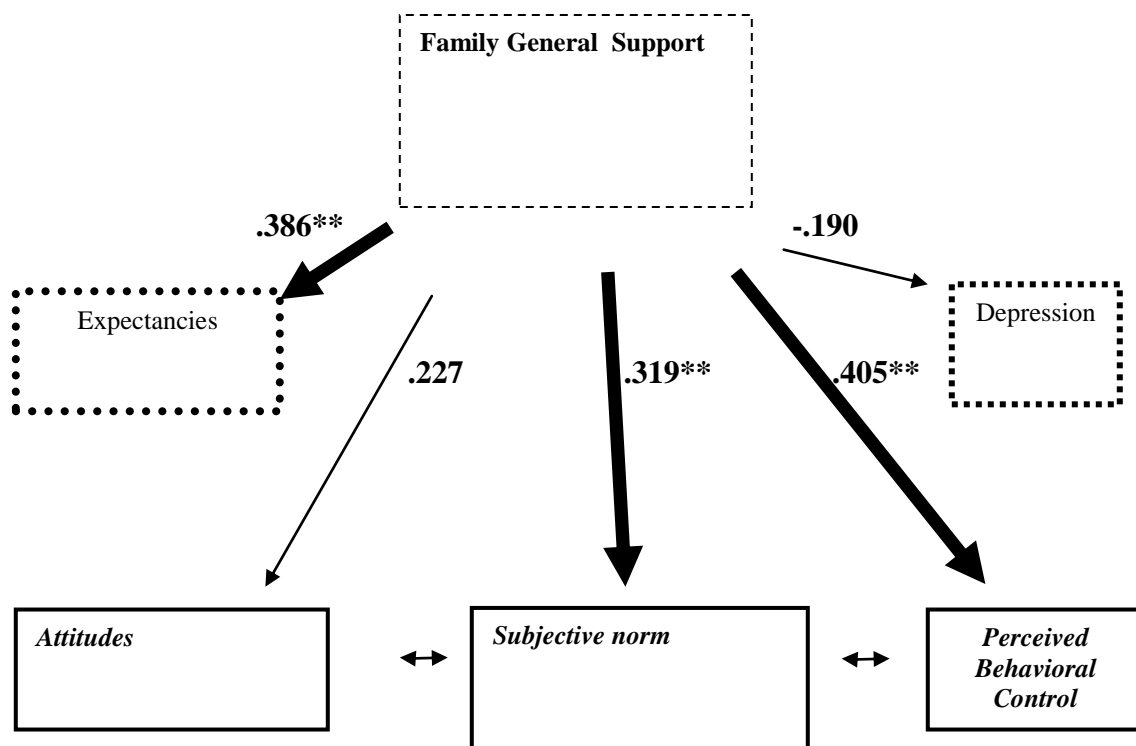 Family General Support
.386**
-.190
Expectancies
Depression
.227
.319**
.405**
Attitudes
Subjective norm
Perceived
Behavioral
Control